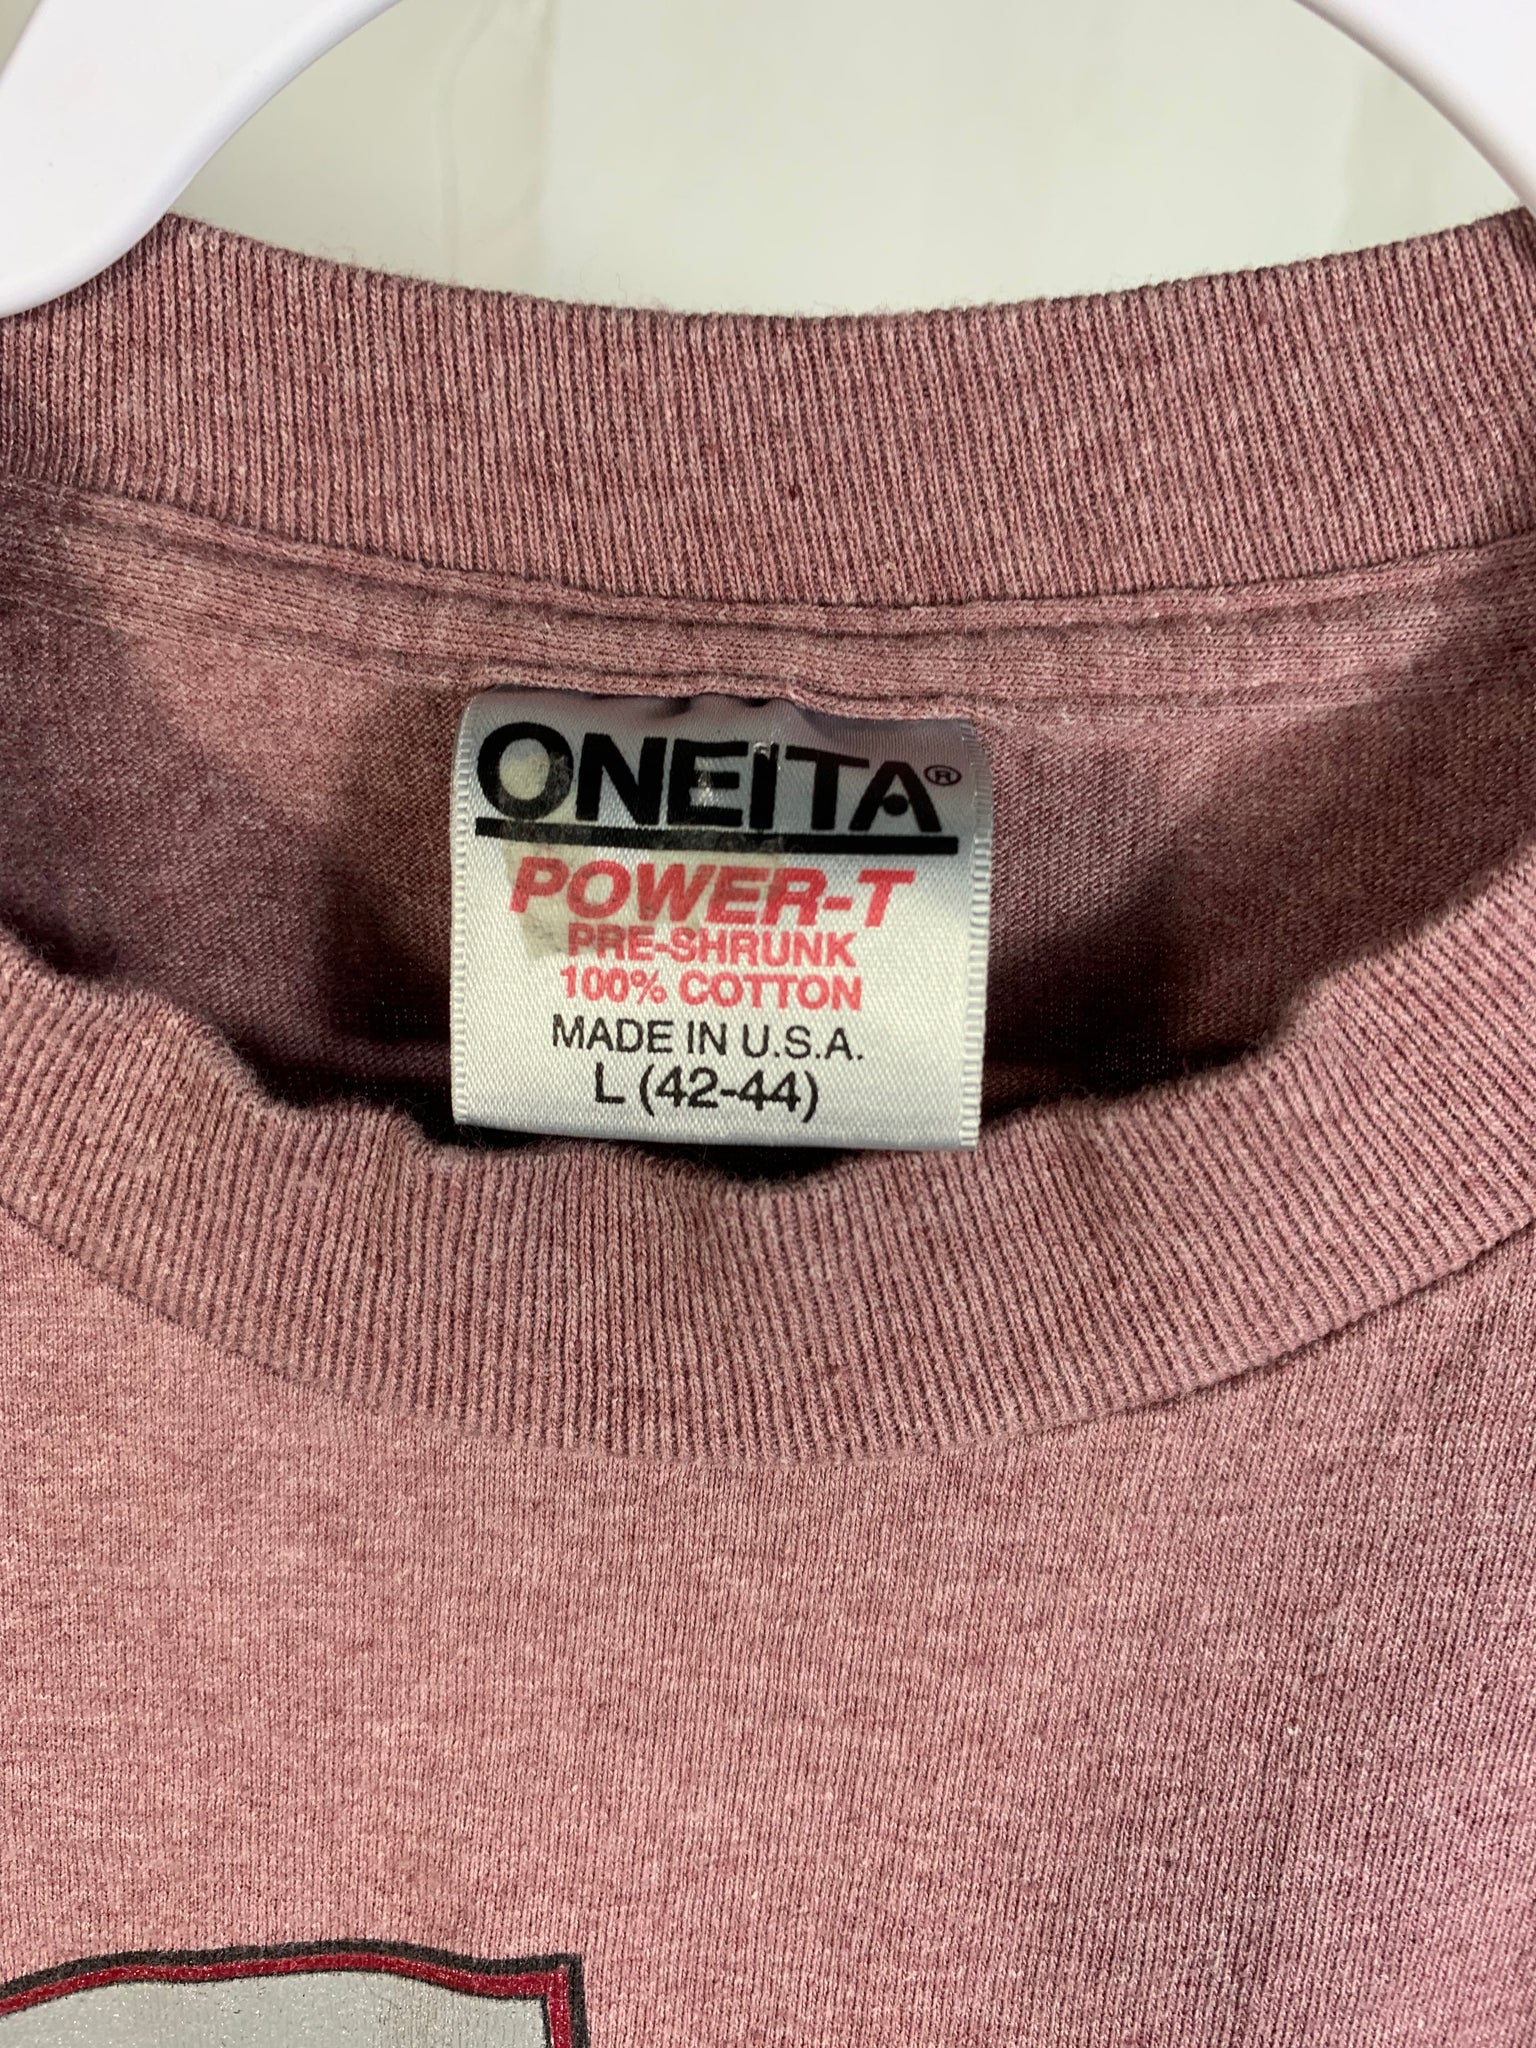 ONEITA®
POWER-T
PRE-SHRUNK
100% COTTON
MADE IN U.S.A.
L (42-44)